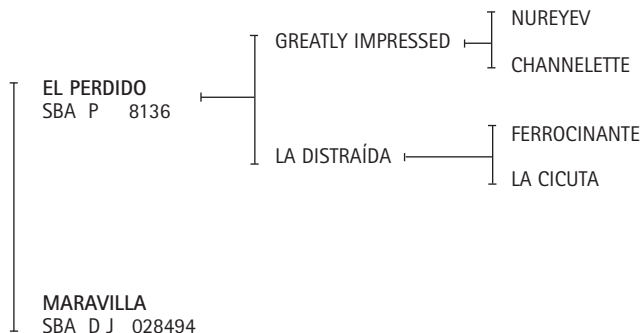 NUREYEV
GREATLY IMPRESSED
CHANNELETTE
EL PERDIDO
SBA P 8136
FERROCINANTE
LA DISTRAÍDA
LA CICUTA
MARAVILLA
SBA D J 028494